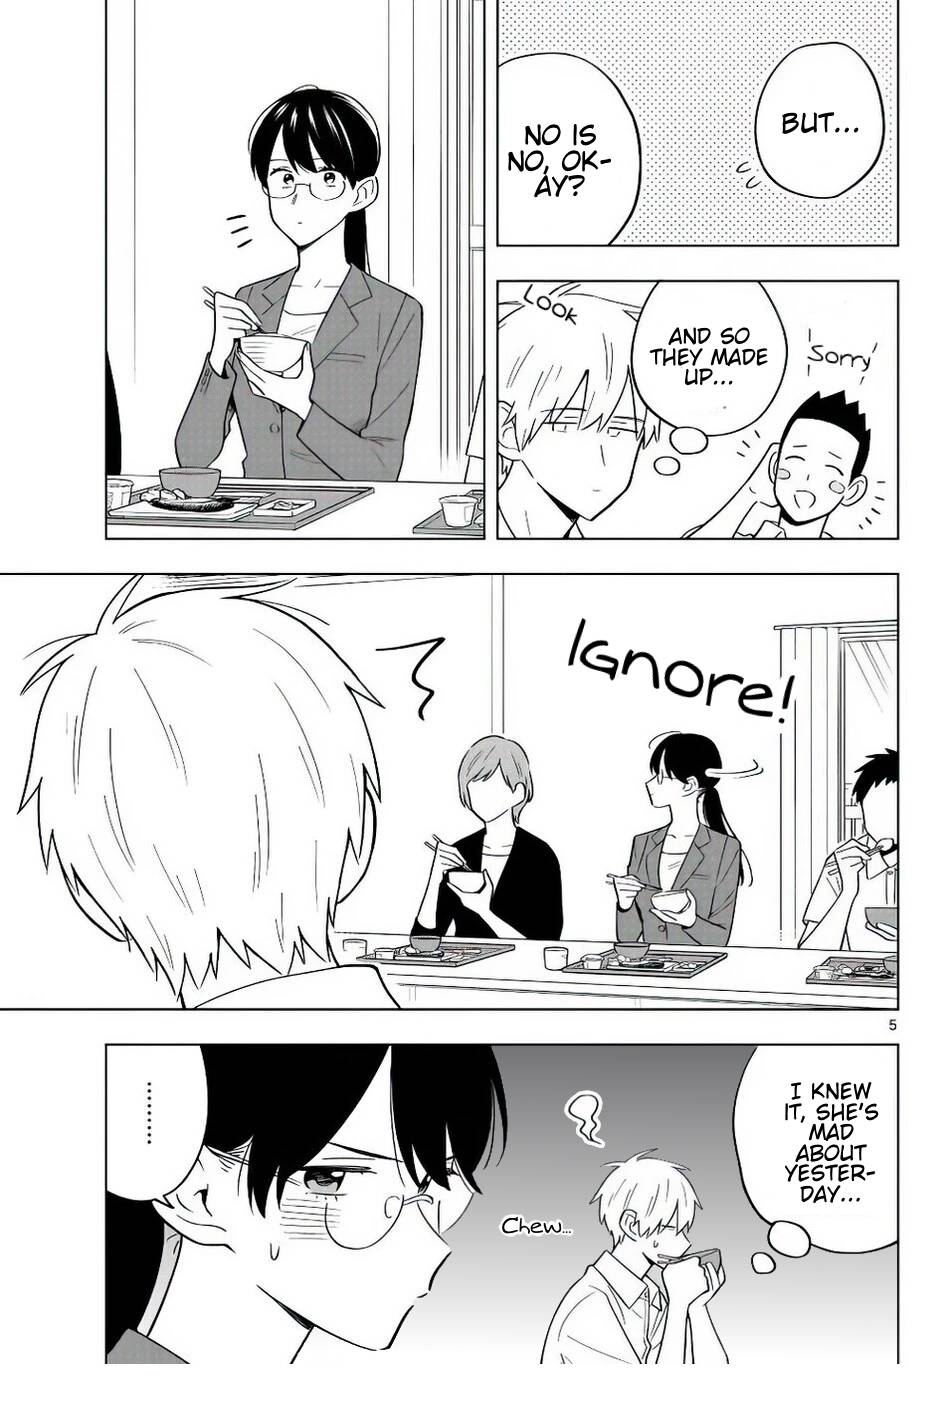 BUT...
NO IS
NO, OK-
AY?
Look
AND SO
THEY MADE
UP...
Sorry
Ignore!
5
I KNEW
IT, SHE'S
MAD
ABOUT
YESTER-
DAY...
Chew...
.........